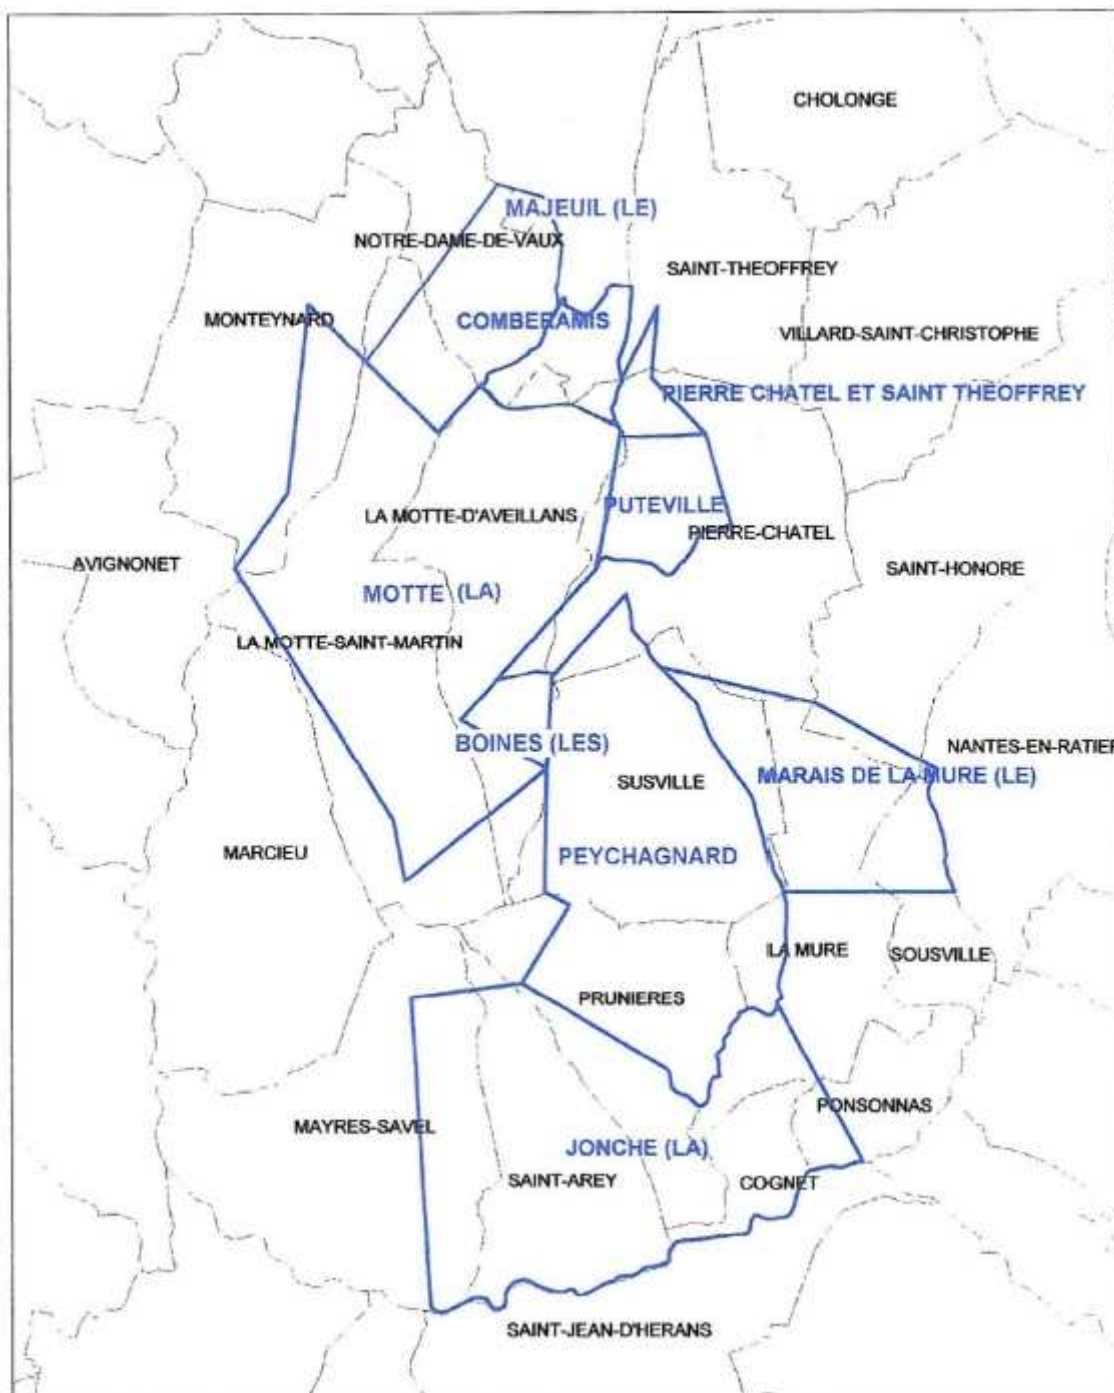 CHOLONGE
MAJEUIL (LE)
NOTRE-DAME-DE-VAUX
SAINT-THEOFFREY
MONTEYNARD
COMBERAMIS
VILLARD-SAINT-CHRISTOPHE
PIERRE CHATEL ET SAINT THEOFFREY
PUTEVILLE
LA MOTTE-D'AVEILLANS
PIERRE-CHATEL
AVIGNONET
SAINT-HONORE
MOTTE (LA)
LA MOTTE-SAINT-MARTIN
BOINES (LES)
NANTES-EN-RATIER
SUSVILLE
MARAIS DE LA MURE (LE)
MARCIEU
PEYCHAGNARD
LA MURE
SOUSVILLE
PRUNIERES
PONSONNAS
MAYRES-SAVEL
JONCHE (LA)
SAINT-AREY
COGNET
SAINT-JEAN-D'HERANS